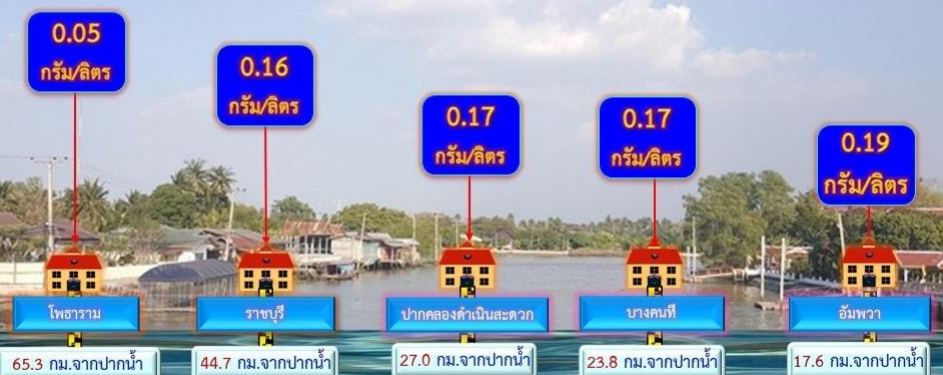 0.05
กรัม/ลิตร
0.16
กรัม/ลิตร
0.17
กรัม/ลิตร
0.17
กรัม/ลิตร
0.19
กรัม/ลิตร
โพธาราม
ราชบุรี
ปากคลองดำเนินสะดวก
บางคนที
อัมพวา
65.3 กม.จากปากน้ำ
44.7 กม.จากปากน้ำ
27.0 กม.จากปากน้ำ
23.8 กม.จากปากน้ำ
17.6 กม.จากปากน้ำ